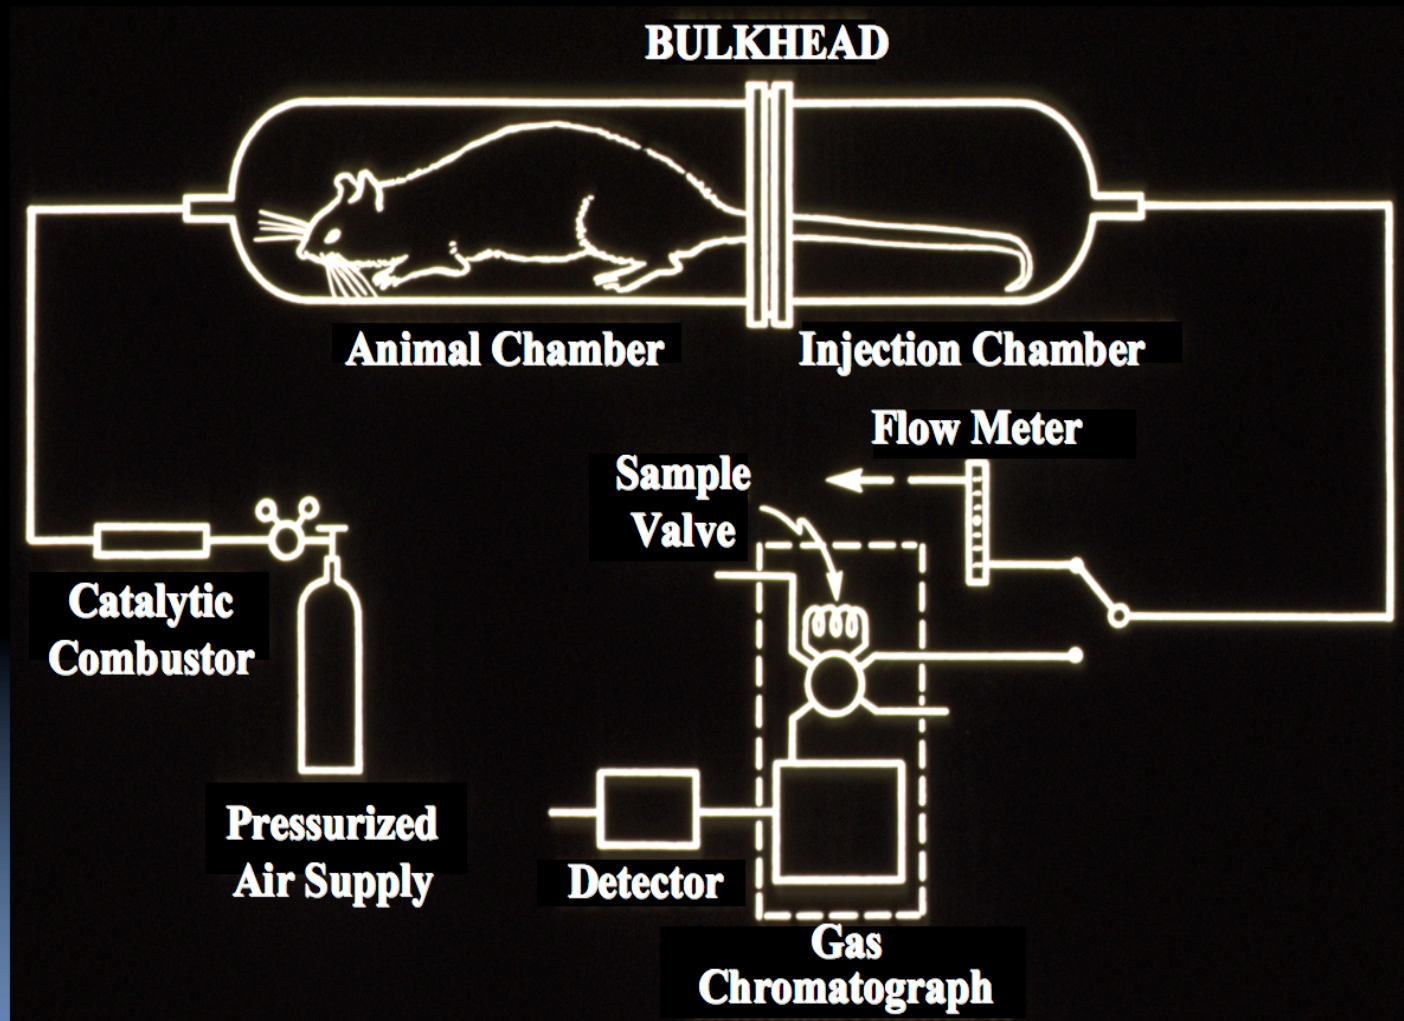 BULKHEAD
Animal Chamber
Injection Chamber
Flow Meter
Sample
Valve
Catalytic
Combustor
Pressurized
Air Supply
Detector
Gas
Chromatograph